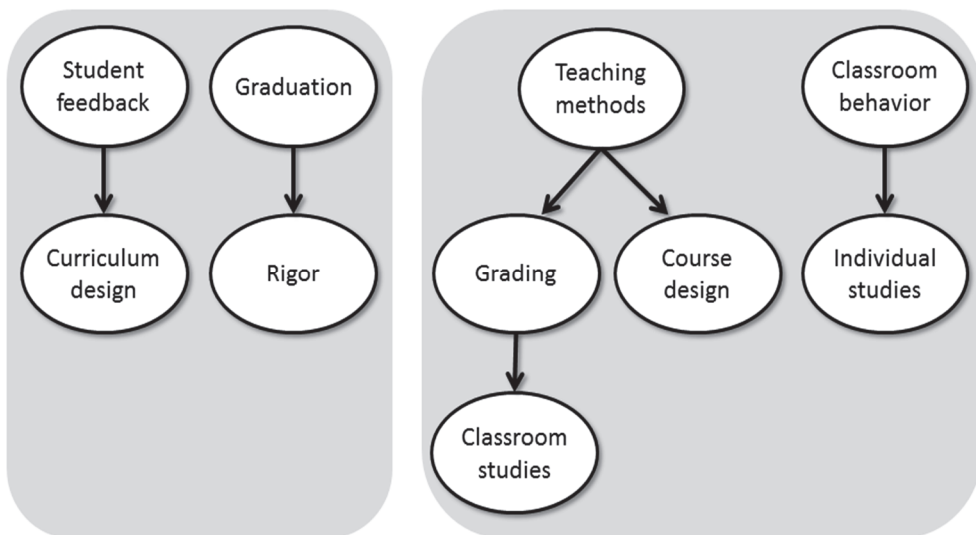 Student
feedback
Graduation
Curriculum
design
Rigor
Teaching
methods
Classroom
behavior
Grading
Course
design
Individual
studies
Classroom
studies